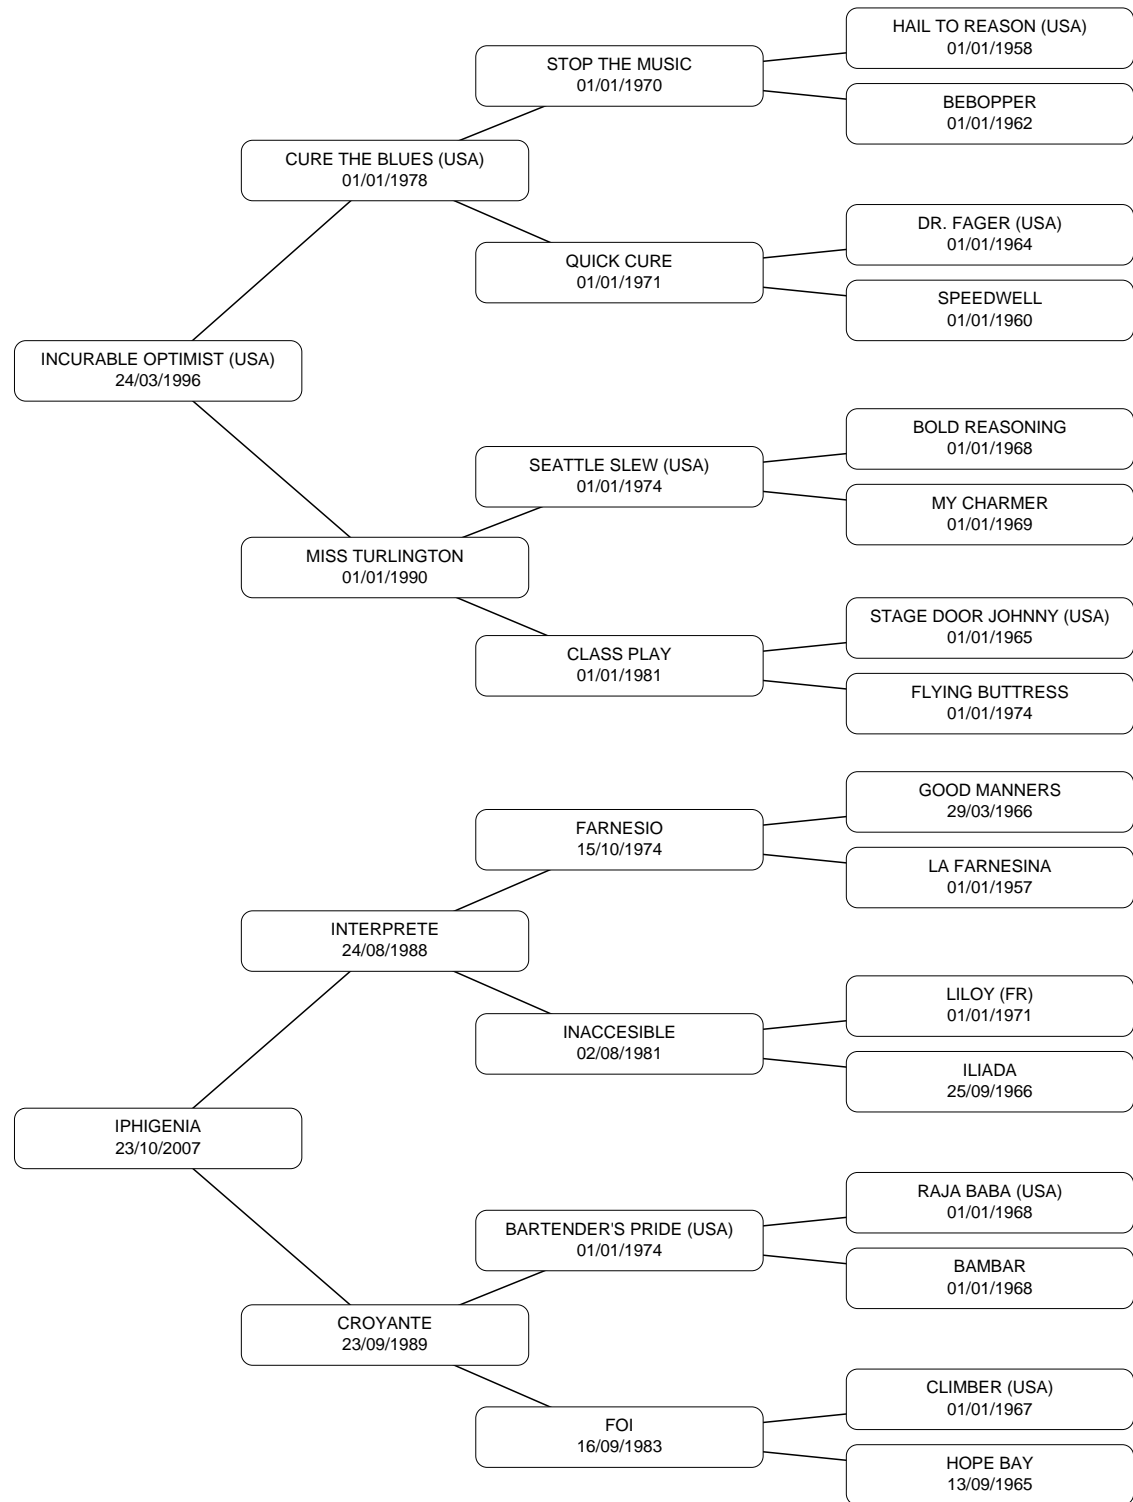 HAIL TO REASON (USA)
01/01/1958
STOP THE MUSIC
01/01/1970
BEBOPPER
01/01/1962
CURE THE BLUES (USA)
01/01/1978
DR. FAGER (USA)
01/01/1964
QUICK CURE
01/01/1971
SPEEDWELL
01/01/1960
INCURABLE OPTIMIST (USA)
24/03/1996
BOLD REASONING
01/01/1968
SEATTLE SLEW (USA)
01/01/1974
MY CHARMER
01/01/1969
MISS TURLINGTON
01/01/1990
STAGE DOOR JOHNNY (USA)
01/01/1965
CLASS PLAY
01/01/1981
FLYING BUTTRESS
01/01/1974
GOOD MANNERS
29/03/1966
FARNESIO
15/10/1974
LA FARNESINA
01/01/1957
INTERPRETE
24/08/1988
LILOY (FR)
01/01/1971
INACCESIBLE
02/08/1981
ILIADA
25/09/1966
IPHIGENIA
23/10/2007
RAJA BABA (USA)
01/01/1968
BARTENDER'S PRIDE (USA)
01/01/1974
BAMBAR
01/01/1968
CROYANTE
23/09/1989
CLIMBER (USA)
01/01/1967
FOI
16/09/1983
HOPE BAY
13/09/1965